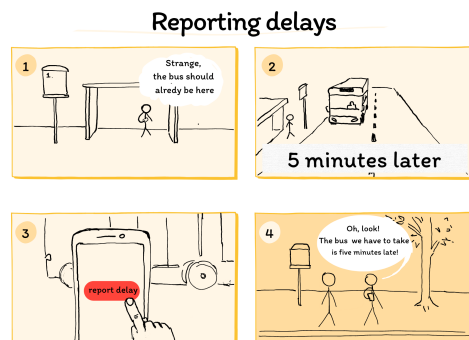 Reporting delays
1
1.
Strange,
the bus should
alredy be here
2
5 minutes later
3
report delay
4
Oh, look!
The bus we have to take
is five minutes late!